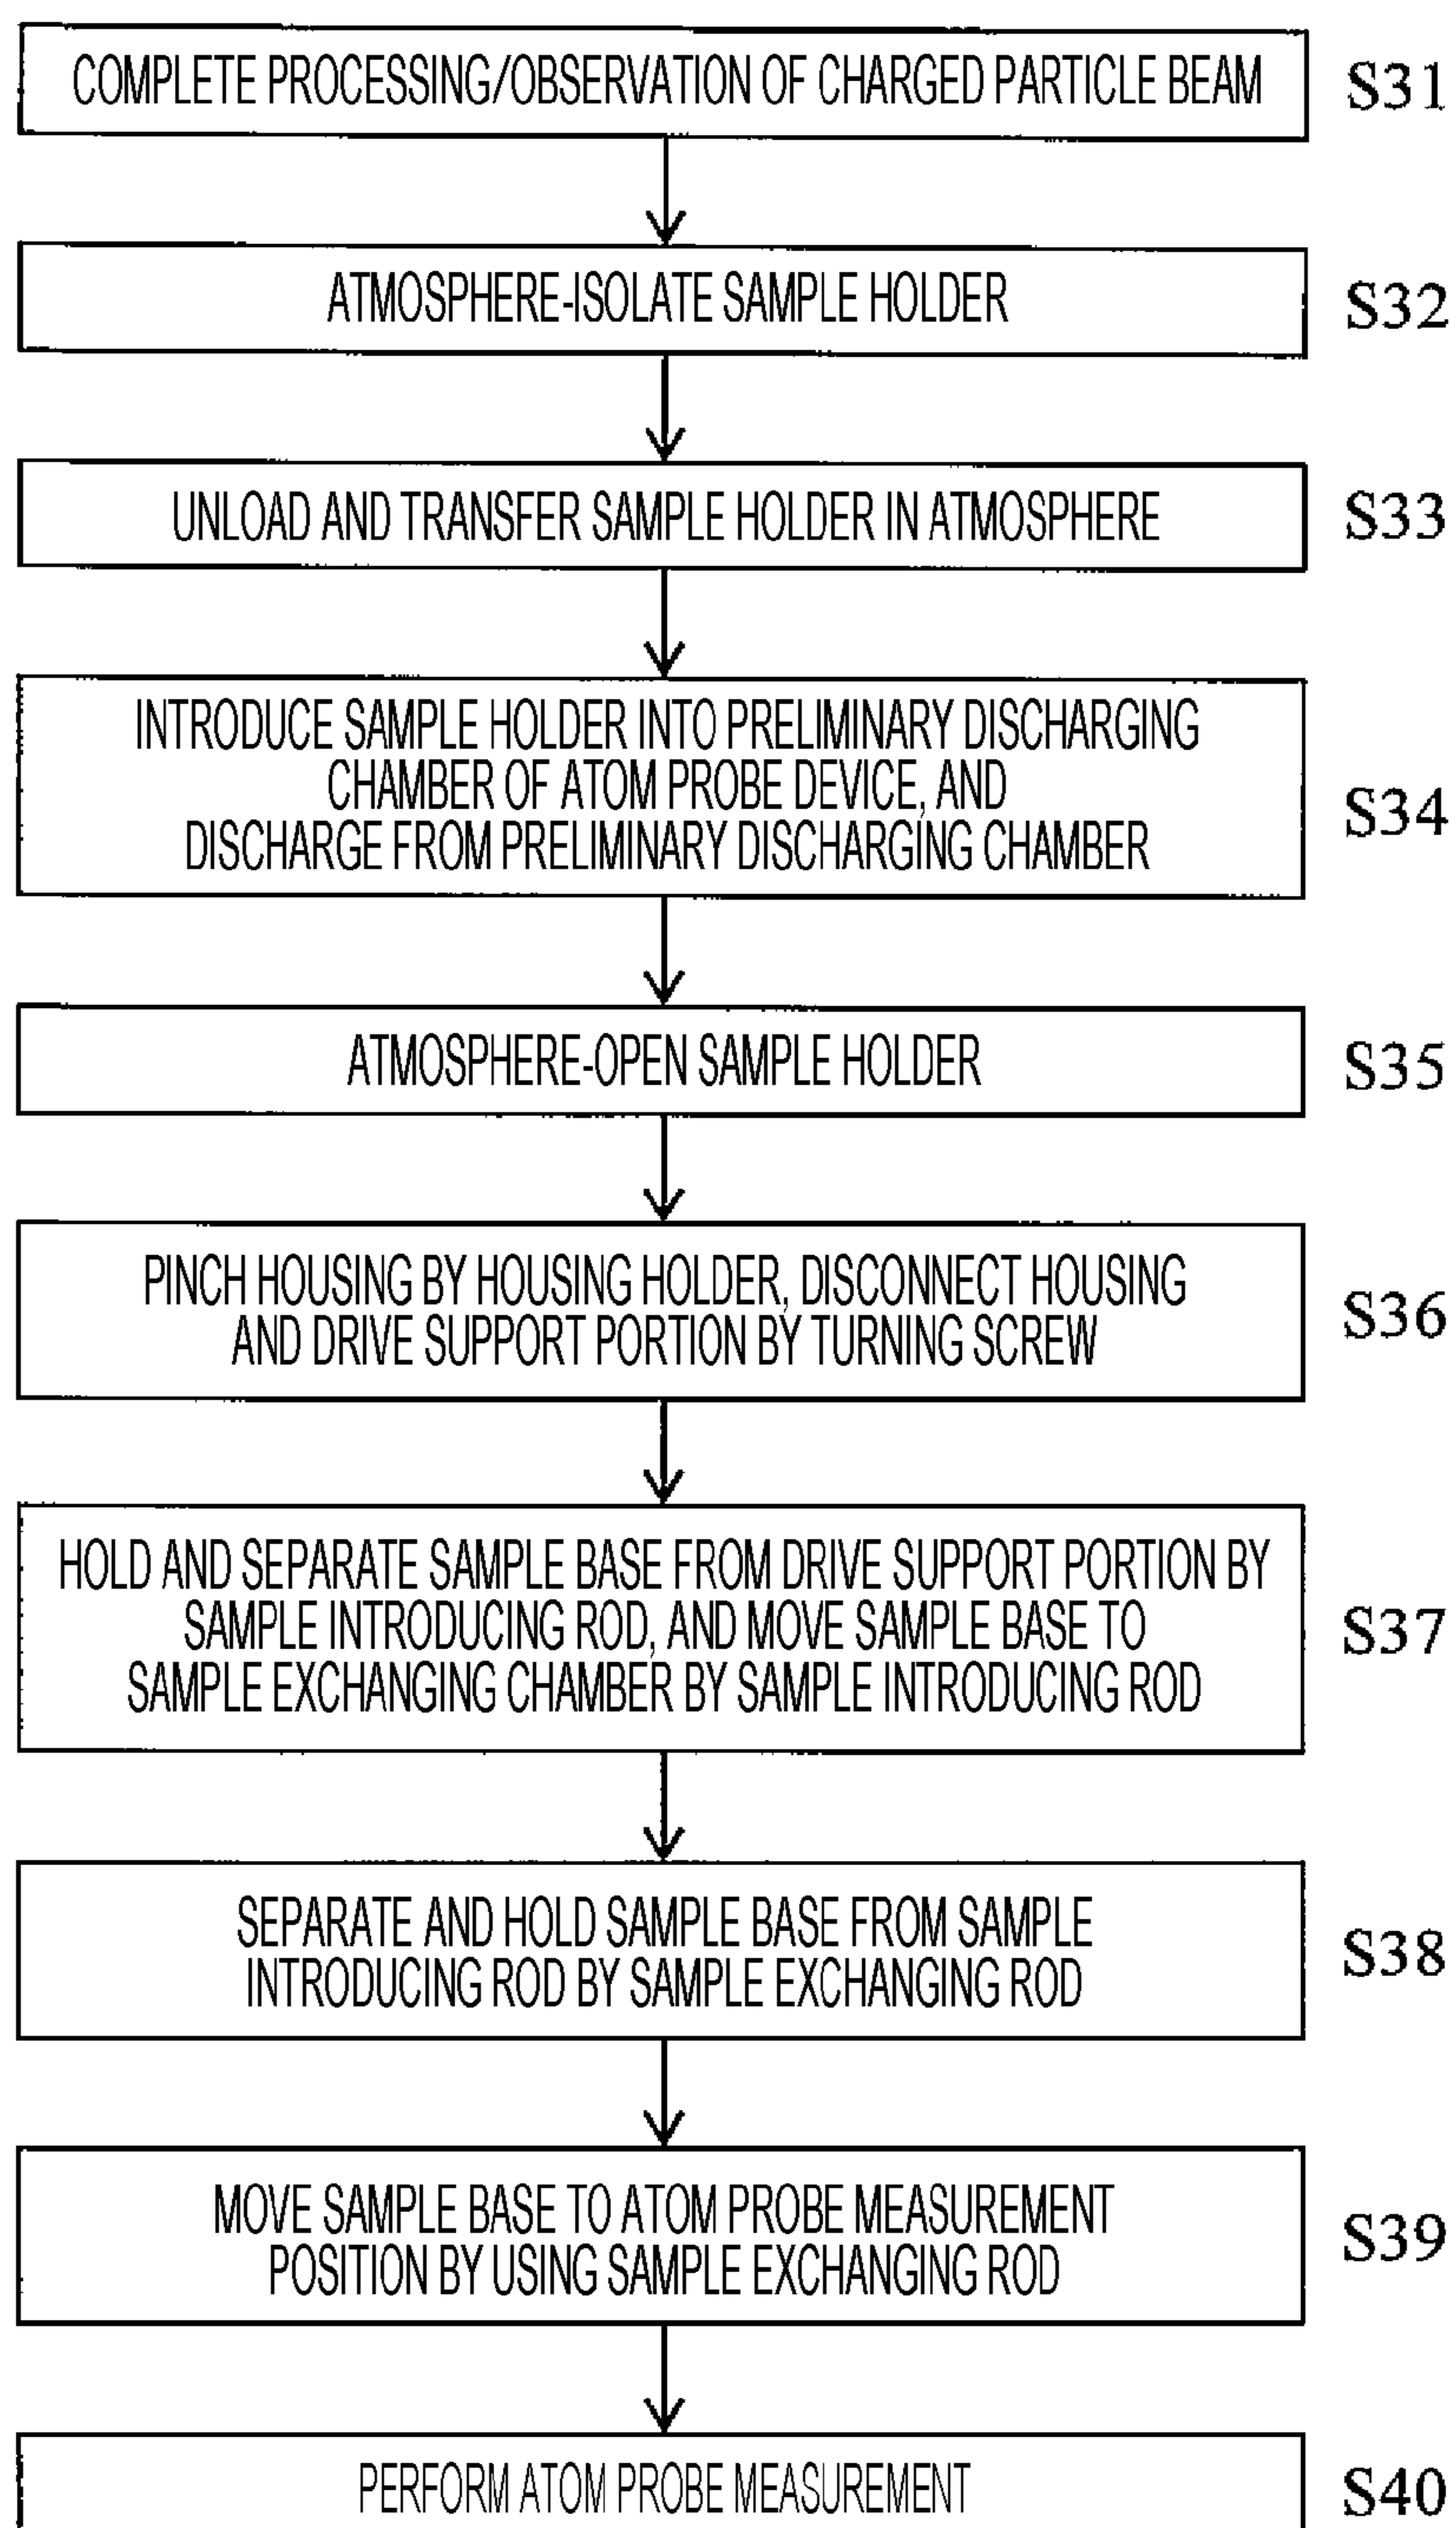 COMPLETE PROCESSING/OBSERVATION OF CHARGED PARTICLE BEAM
S31
ATMOSPHERE-ISOLATE SAMPLE HOLDER
S32
UNLOAD AND TRANSFER SAMPLE HOLDER IN ATMOSPHERE
S33
INTRODUCE SAMPLE HOLDER INTO PRELIMINARY DISCHARGING
CHAMBER OF ATOM PROBE DEVICE, AND
DISCHARGE FROM PRELIMINARY DISCHARGING CHAMBER
S34
ATMOSPHERE-OPEN SAMPLE HOLDER
S35
PINCH HOUSING BY HOUSING HOLDER, DISCONNECT HOUSING
AND DRIVE SUPPORT PORTION BY TURNING SCREW
S36
HOLD AND SEPARATE SAMPLE BASE FROM DRIVE SUPPORT PORTION BY
SAMPLE INTRODUCING ROD, AND MOVE SAMPLE BASE TO
SAMPLE EXCHANGING CHAMBER BY SAMPLE INTRODUCING ROD
S37
SEPARATE AND HOLD SAMPLE BASE FROM SAMPLE
INTRODUCING ROD BY SAMPLE EXCHANGING ROD
S38
MOVE SAMPLE BASE TO ATOM PROBE MEASUREMENT
POSITION BY USING SAMPLE EXCHANGING ROD
S39
PERFORM ATOM PROBE MEASUREMENT
S40